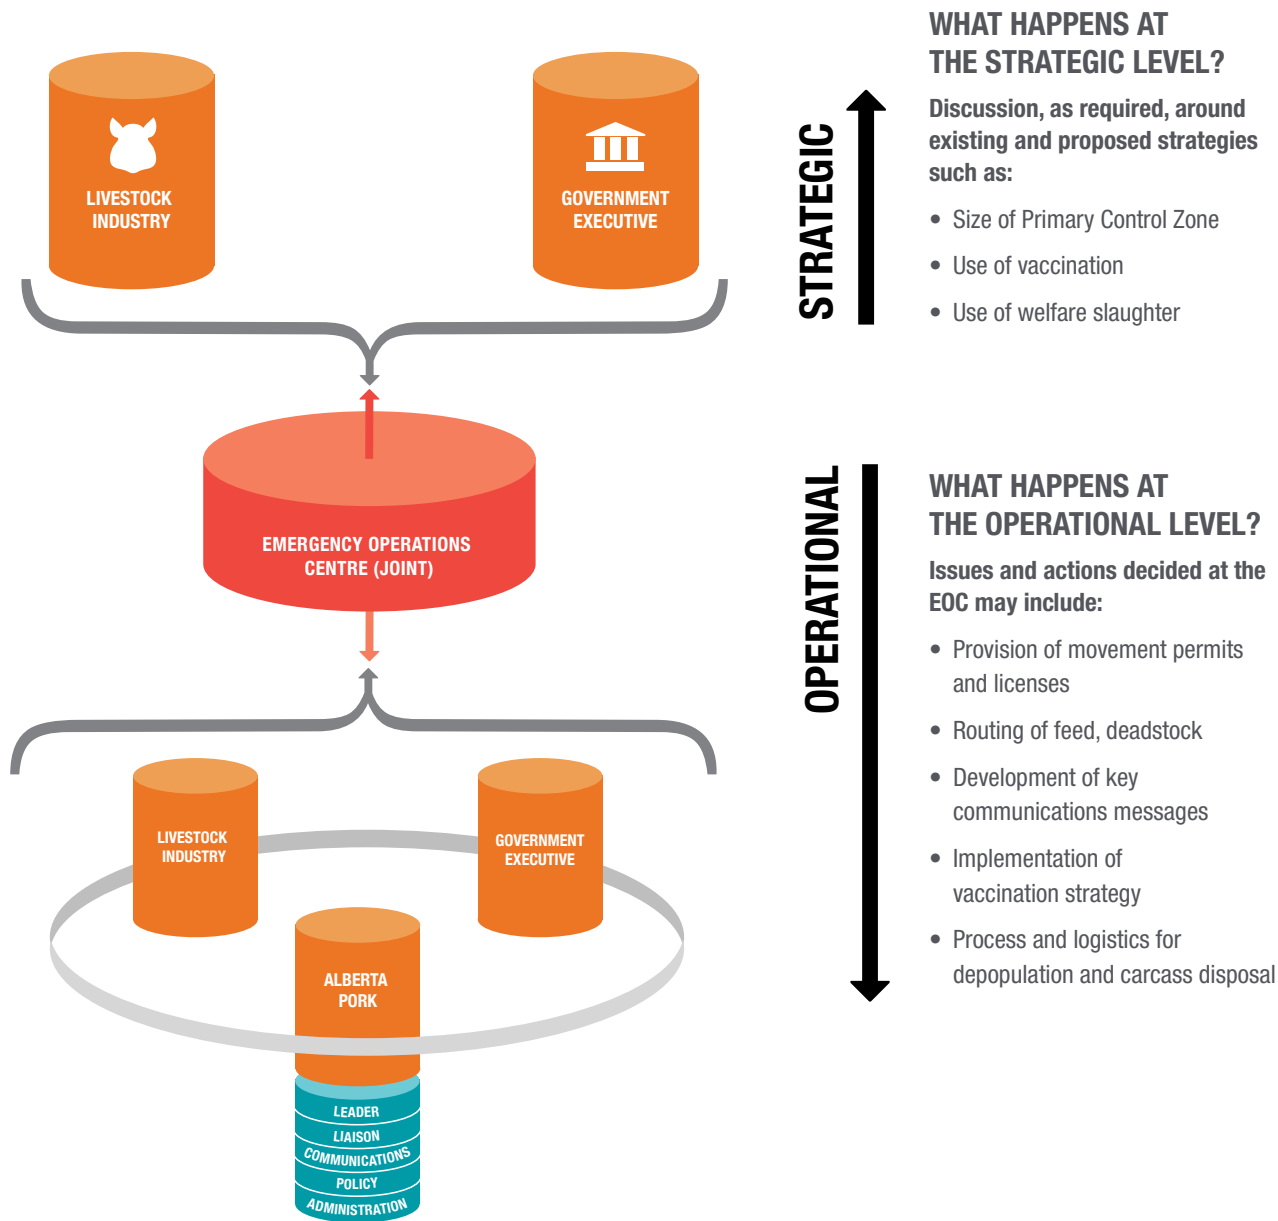 LIVESTOCK
INDUSTRY
GOVERNMENT
EXECUTIVE
STRATEGIC
WHAT HAPPENS AT
THE STRATEGIC LEVEL?
Discussion, as required, around
existing and proposed strategies
such as:
• Size of Primary Control Zone
• Use of vaccination
• Use of welfare slaughter
EMERGENCY OPERATIONS
CENTRE (JOINT)
OPERATIONAL
WHAT HAPPENS AT
THE OPERATIONAL LEVEL?
Issues and actions decided at the
EOC may include:
• Provision of movement permits
and licenses
• Routing of feed, deadstock
• Development of key
communications messages
• Implementation of
vaccination strategy
• Process and logistics for
depopulation and carcass disposal
LIVESTOCK
INDUSTRY
GOVERNMENT
EXECUTIVE
ALBERTA
PORK
LEADER
LIAISON
COMMUNICATIONS
POLICY
ADMINISTRATION